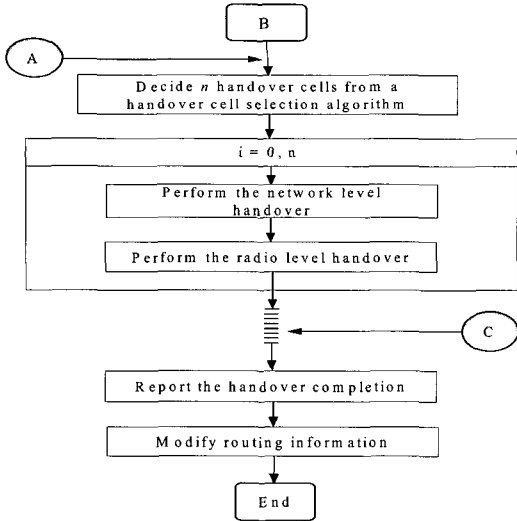 B
A
Decide n handover cells from a
handover cell selection algorithm
i = 0, n
Perform the network level
handover
Perform the radio level handover
C
Report the handover completion
Modify routing information
End